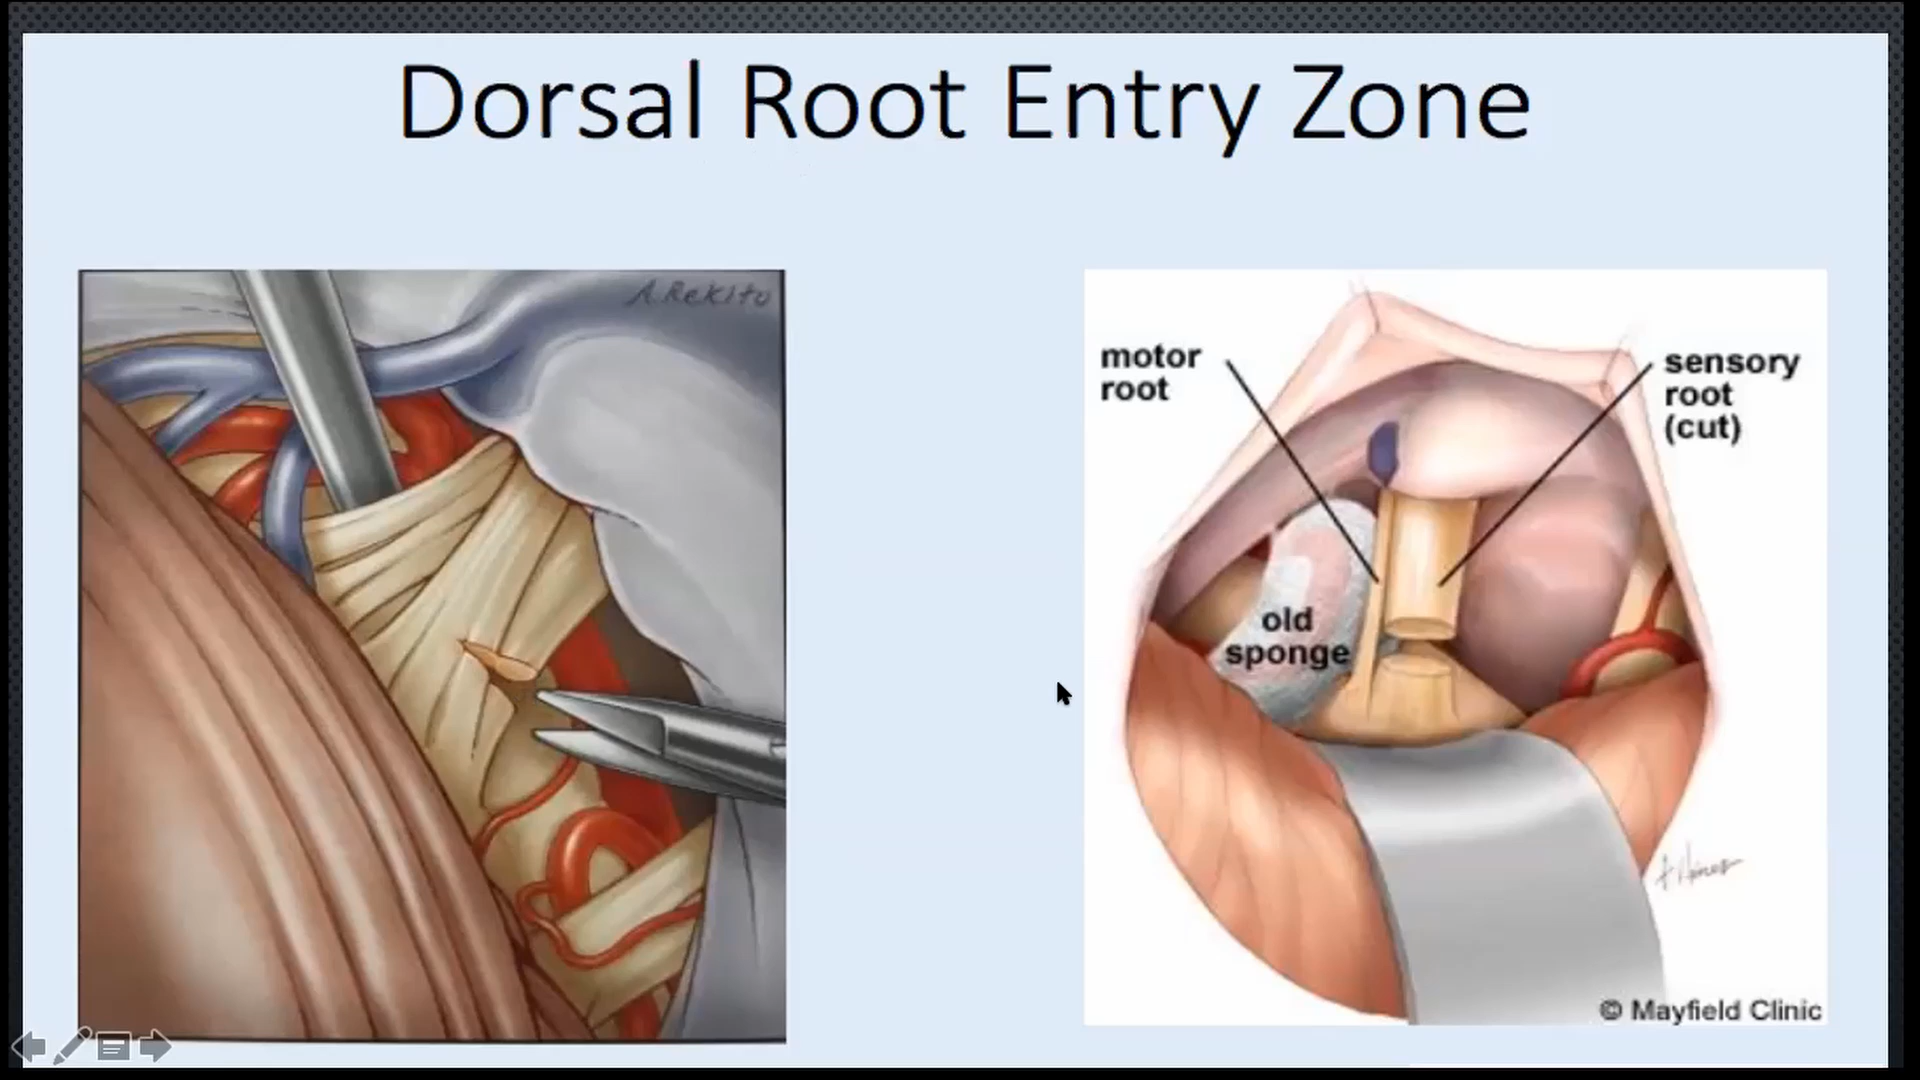 Dorsal Root Entry Zone
A. Rekito
motor
root
sensory
root
(cut)
old
sponge
© Mayfield Clinic